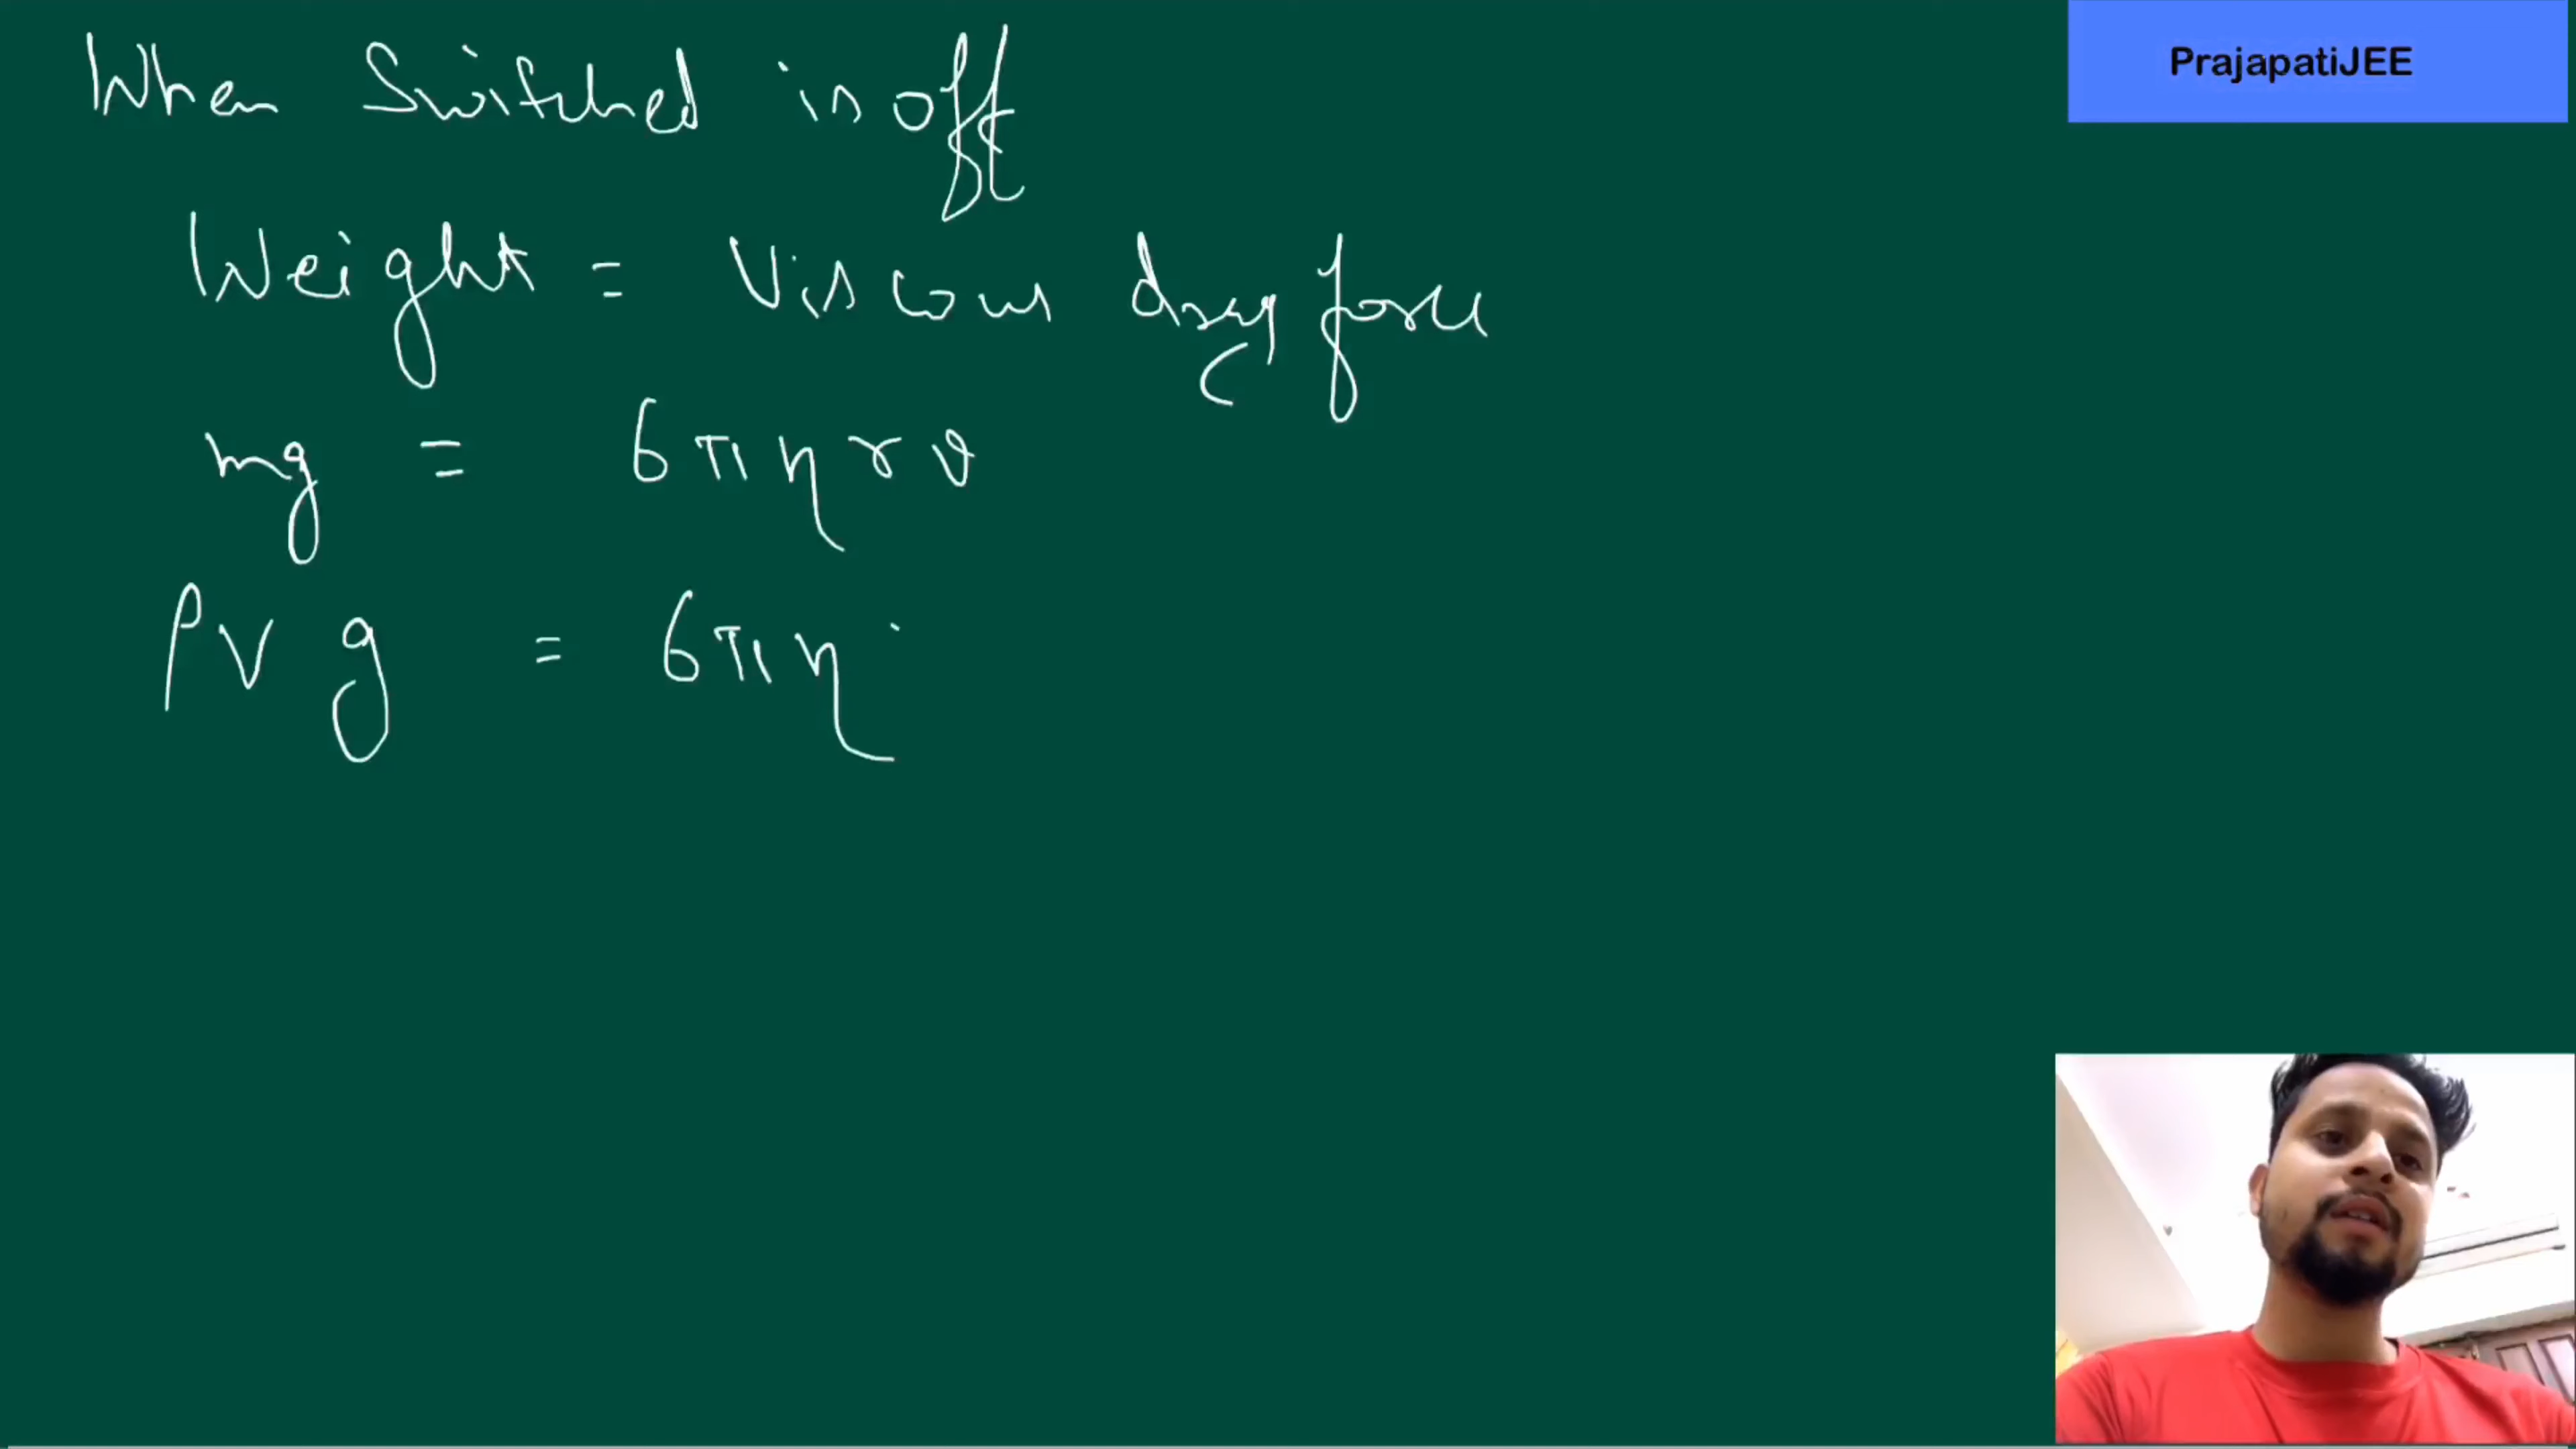 When Switched is off
PrajapatiJEE
Weight = Viscous drag force
mg = 6πηrv
ρVg = 6πη